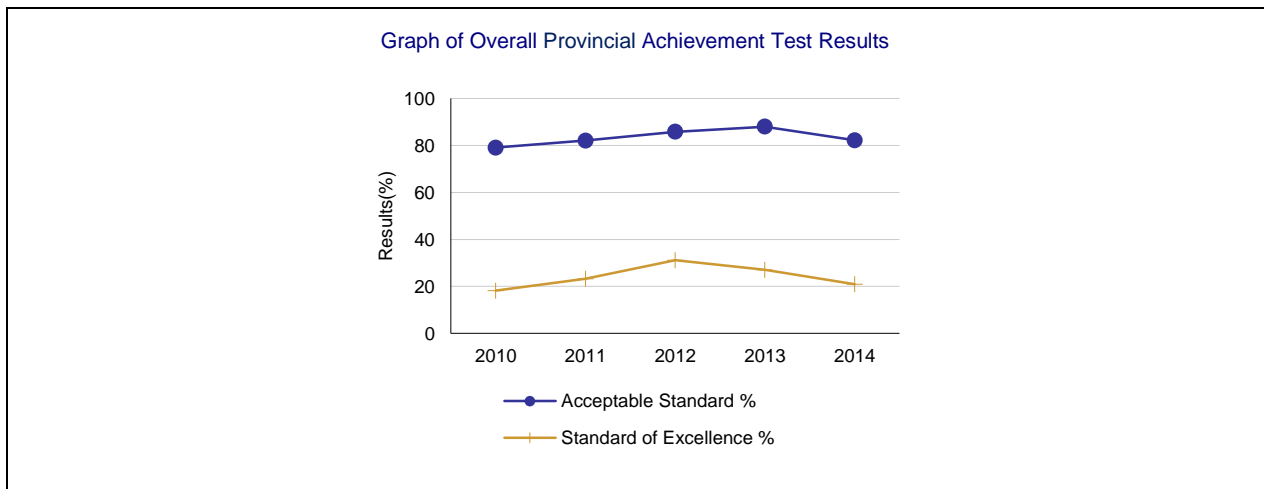 Graph of Overall Provincial Achievement Test Results
100
80
60
40
20
0
Results(%)
2010 2011 2012 2013 2014
Acceptable Standard %
Standard of Excellence %